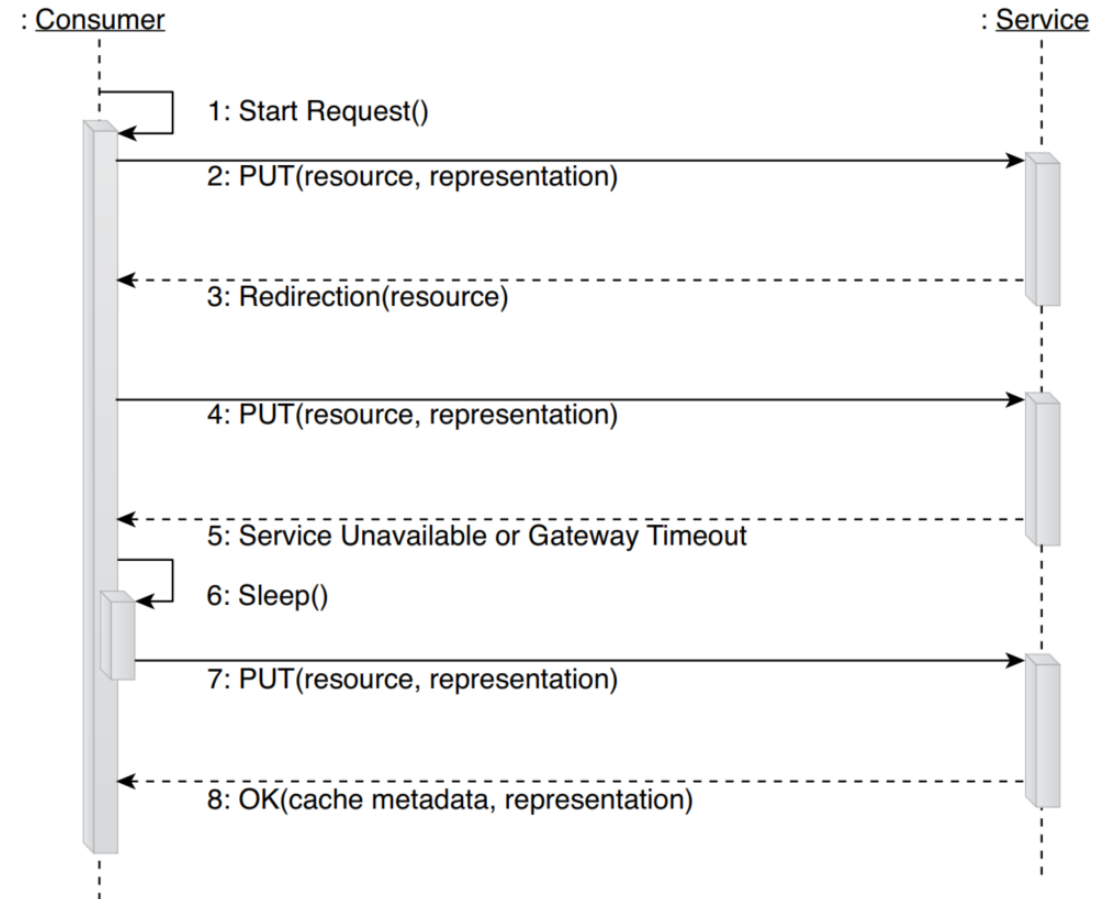 : Consumer
: Service
1: Start Request()
2: PUT(resource, representation)
3: Redirection(resource)
4: PUT(resource, representation)
5: Service Unavailable or Gateway Timeout
6: Sleep()
7: PUT(resource, representation)
8: OK(cache metadata, representation)